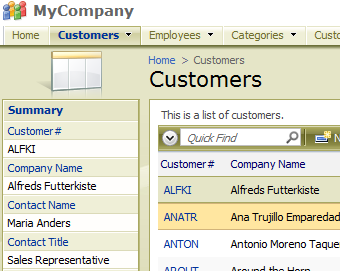 MyCompany
Home Customers Employees Categories
Home > Customers
Customers
Summary
Customer#
ALFKI
Company Name
Alfreds Futterkiste
Contact Name
Maria Anders
Contact Title
Sales Representative
This is a list of customers.
Quick Find
Customer# Company Name
ALFKI Alfreds Futterkiste
ANATR Ana Trujillo Emparedad
ANTON Antonio Moreno Taque
Around the Horn